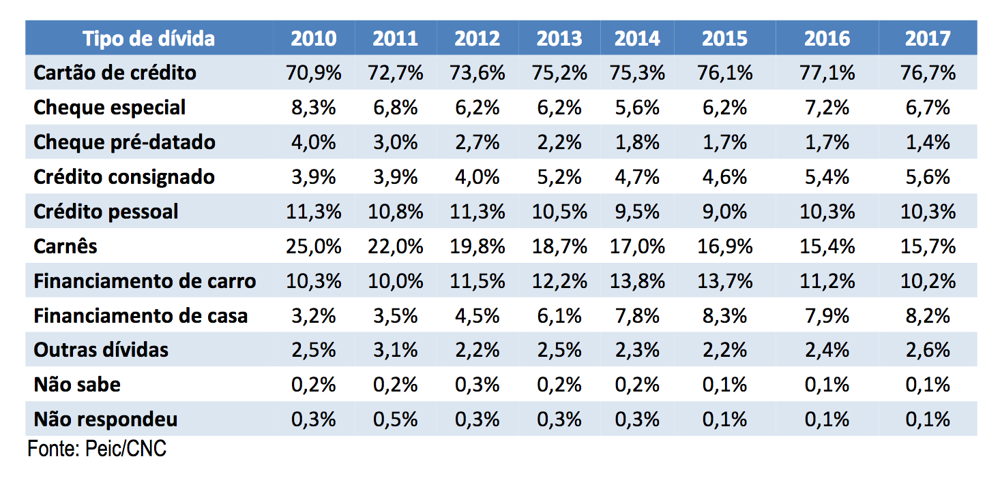 Tipo de dívida 2010 2011 2012 2013 2014 2015 2016 2017
Cartão de crédito 70,9% 72,7% 73,6% 75,2% 75,3% 76,1% 77,1% 76,7%
Cheque especial 8,3% 6,8% 6,2% 6,2% 5,6% 6,2% 7,2% 6,7%
Cheque pré-datado 4,0% 3,0% 2,7% 2,2% 1,8% 1,7% 1,7% 1,4%
Crédito consignado 3,9% 3,9% 4,0% 5,2% 4,7% 4,6% 5,4% 5,6%
Crédito pessoal 11,3% 10,8% 11,3% 10,5% 9,5% 9,0% 10,3% 10,3%
Carnês 25,0% 22,0% 19,8% 18,7% 17,0% 16,9% 15,4% 15,7%
Financiamento de carro 10,3% 10,0% 11,5% 12,2% 13,8% 13,7% 11,2% 10,2%
Financiamento de casa 3,2% 3,5% 4,5% 6,1% 7,8% 8,3% 7,9% 8,2%
Outras dívidas 2,5% 3,1% 2,2% 2,5% 2,3% 2,2% 2,4% 2,6%
Não sabe 0,2% 0,2% 0,3% 0,2% 0,2% 0,1% 0,1% 0,1%
Não respondeu 0,3% 0,5% 0,3% 0,3% 0,3% 0,1% 0,1% 0,1%
Fonte: Peic/CNC